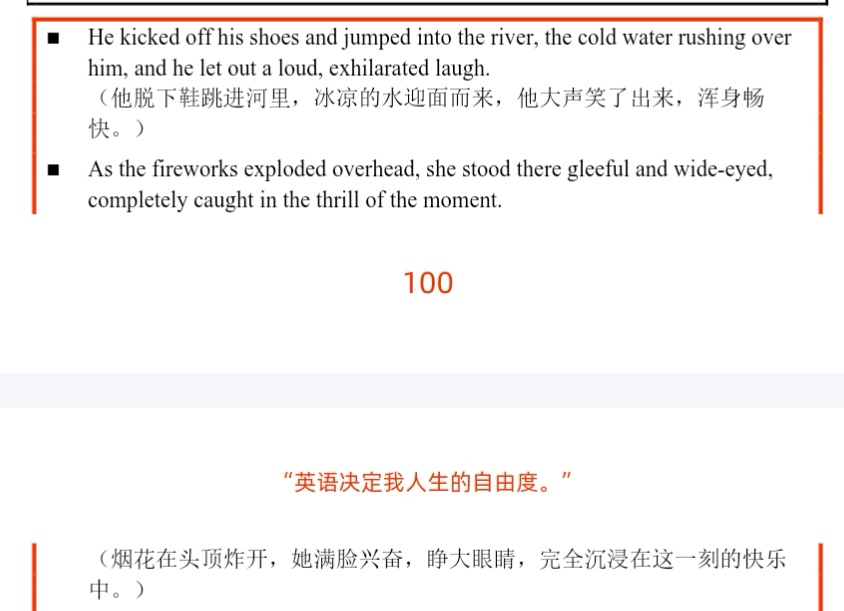 ■ He kicked off his shoes and jumped into the river, the cold water rushing over
him, and he let out a loud, exhilarated laugh.
（他脱下鞋跳进河里，冰凉的水迎面而来，他大声笑了出来，浑身畅
快。）
■ As the fireworks exploded overhead, she stood there gleeful and wide-eyed,
completely caught in the thrill of the moment.
100
“英语决定我人生的自由度。”
（烟花在头顶炸开，她满脸兴奋，睁大眼睛，完全沉浸在这一刻的快乐
中。）